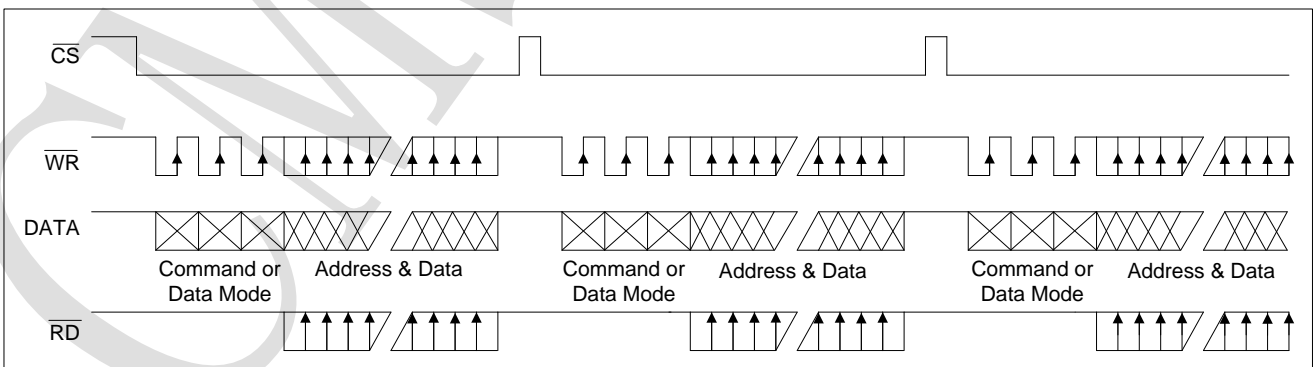 CS
WR
DATA
Command or
Data Mode
Address & Data
Command or
Data Mode
Address & Data
Command or
Data Mode
Address & Data
RD